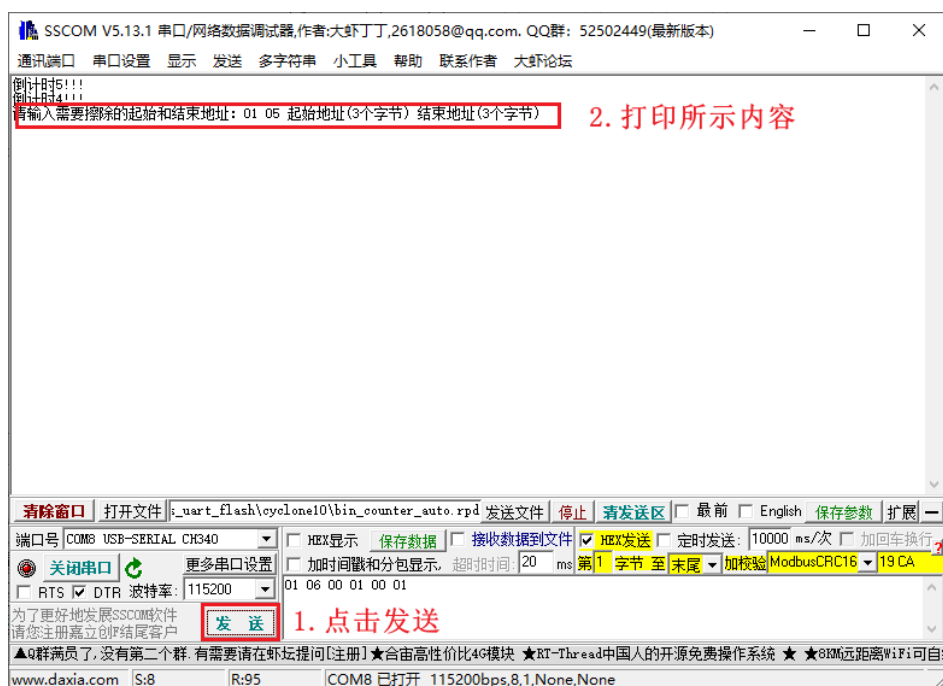 SSCOM V5.13.1 串口/网络数据调试器,作者:大虾丁丁,2618058@qq.com. QQ群：52502449(最新版本)
通讯端口 串口设置 显示 发送 多字符串 小工具 帮助 联系作者 大虾论坛
倒计时5!!!
倒计时4!!!
请输入需要擦除的起始和结束地址：01 05 起始地址(3个字节) 结束地址(3个字节)
2.打印所示内容
清除窗口 打开文件 :_uart_flash\cyclone10\bin_counter_auto.rpd 发送文件 停止 清发送区 最前 English 保存参数 扩展 —
端口号 COM8 USB-SERIAL CH340 HEX显示 保存数据 接收数据到文件 HEX发送 定时发送: 10000 ms/次 加回车换行
关闭串口 更多串口设置 加时间戳和分包显示, 超时时间: 20 ms 第1 字节 至 末尾 加校验 ModbusCRC16 19 CA
RTS DTR 波特率: 115200 01 06 00 01 00 01
为了更好地发展SSCOM软件
请您注册嘉立创F结尾客户
发 送 1.点击发送
▲Q群满员了,没有第二个群.有需要请在虾坛提问[注册]★合宙高性价比4G模块 ★RT-Thread中国人的开源免费操作系统 ★ ★8KM远距离WiFi可自
www.daxia.com S:8 R:95 COM8 已打开 115200bps,8,1,None,None